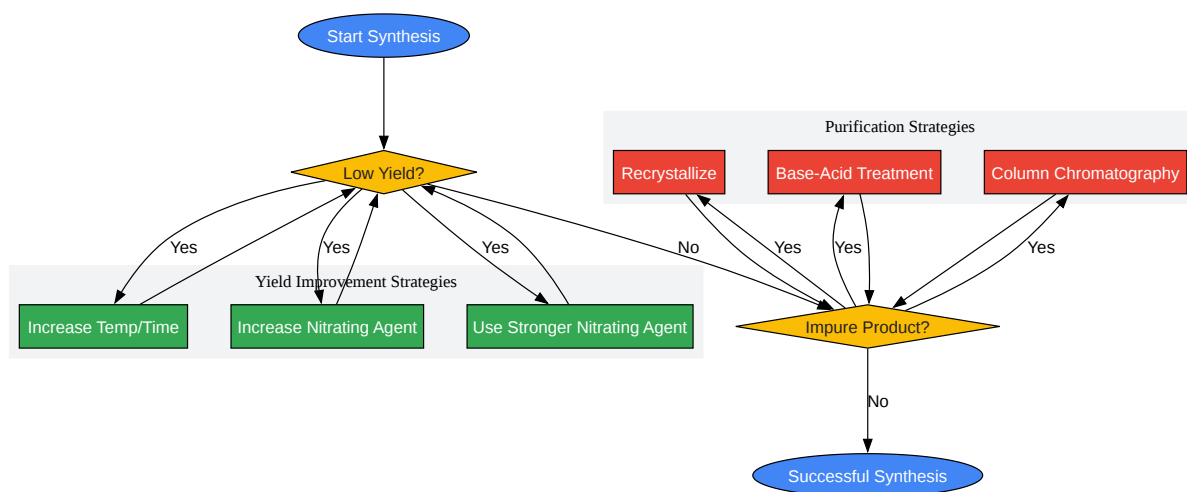 Start Synthesis
Purification Strategies
Recrystallize
Base-Acid Treatment
Column Chromatography
Low Yield?
Yes
Yes
Yes
No
Yes
Yes
Yes
Yield Improvement Strategies
Increase Temp/Time
Increase Nitrating Agent
Use Stronger Nitrating Agent
Impure Product?
No
Successful Synthesis